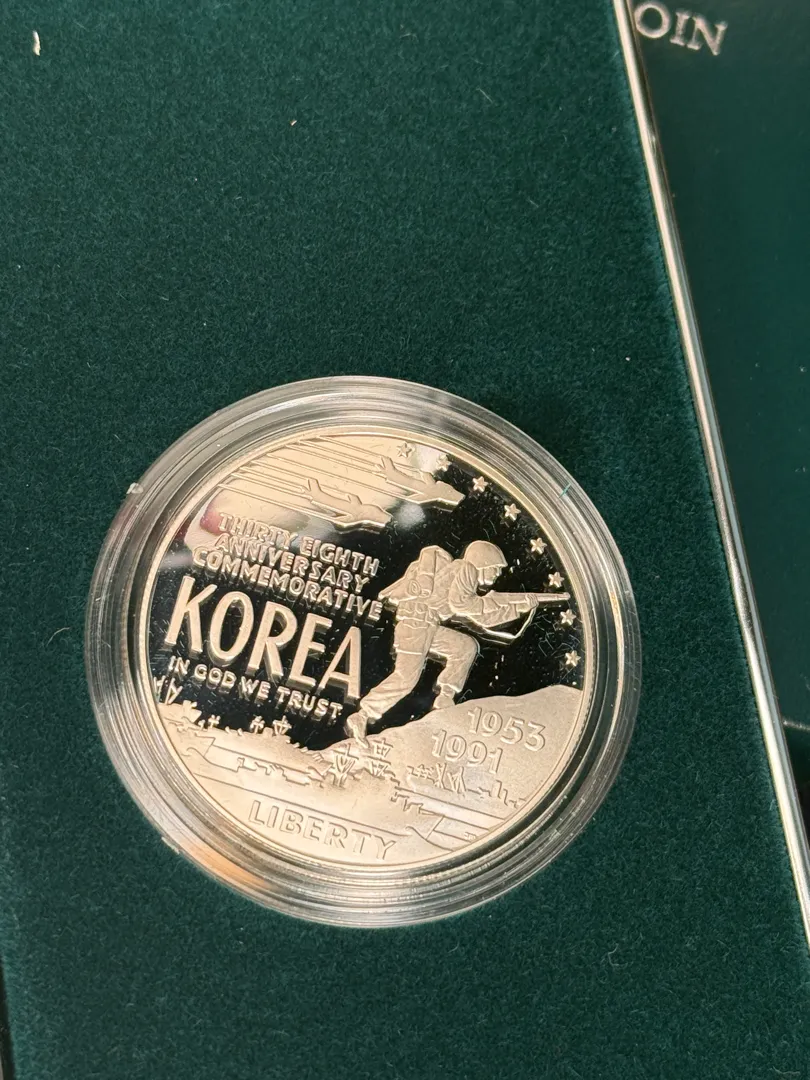 OIN
THIRTY EIGHTH
ANNIVERSARY
COMMEMORATIVE
KOREA
IN GOD WE TRUST
1953
1991
LIBERTY